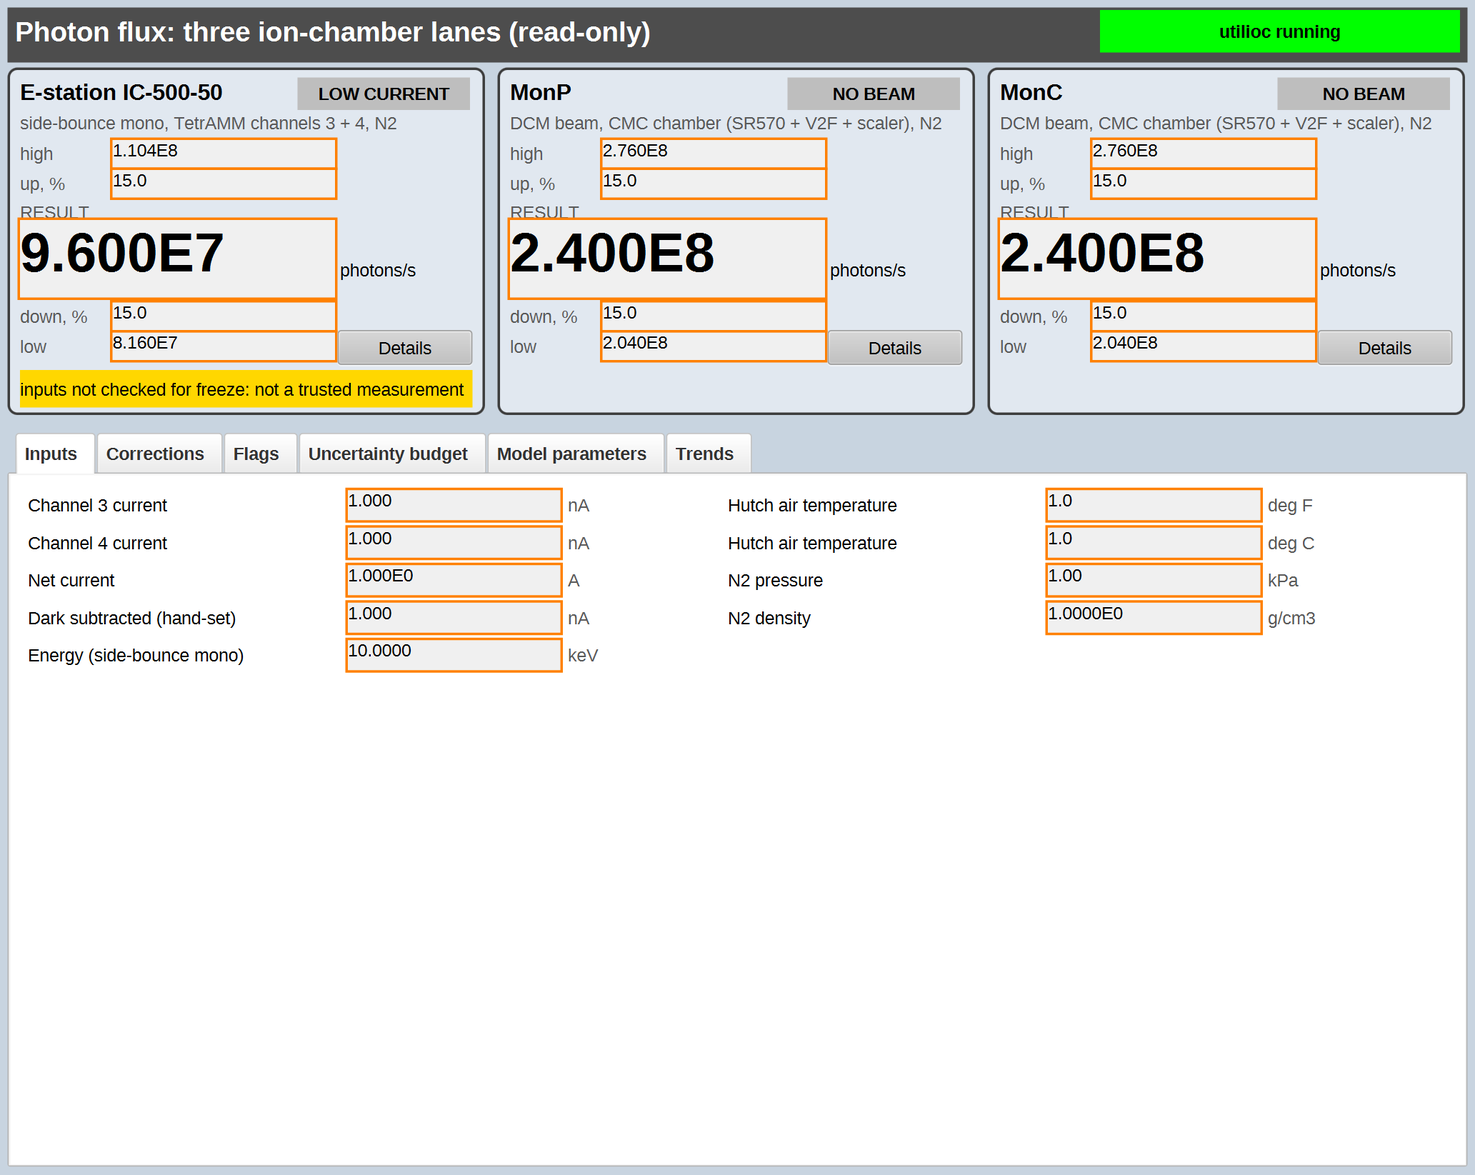 Photon flux: three ion-chamber lanes (read-only)
utilioc running
E-station IC-500-50
LOW CURRENT
side-bounce mono, TetrAMM channels 3 + 4, N2
high
1.104E8
up, %
15.0
RESULT
9.600E7
photons/s
down, %
15.0
low
8.160E7
Details
inputs not checked for freeze: not a trusted measurement
MonP
NO BEAM
DCM beam, CMC chamber (SR570 + V2F + scaler), N2
high
2.760E8
up, %
15.0
RESULT
2.400E8
photons/s
down, %
15.0
low
2.040E8
Details
MonC
NO BEAM
DCM beam, CMC chamber (SR570 + V2F + scaler), N2
high
2.760E8
up, %
15.0
RESULT
2.400E8
photons/s
down, %
15.0
low
2.040E8
Details
Inputs
Corrections
Flags
Uncertainty budget
Model parameters
Trends
Channel 3 current
1.000
nA
Channel 4 current
1.000
nA
Net current
1.000E0
A
Dark subtracted (hand-set)
1.000
nA
Energy (side-bounce mono)
10.0000
keV
Hutch air temperature
1.0
deg F
Hutch air temperature
1.0
deg C
N2 pressure
1.00
kPa
N2 density
1.0000E0
g/cm3